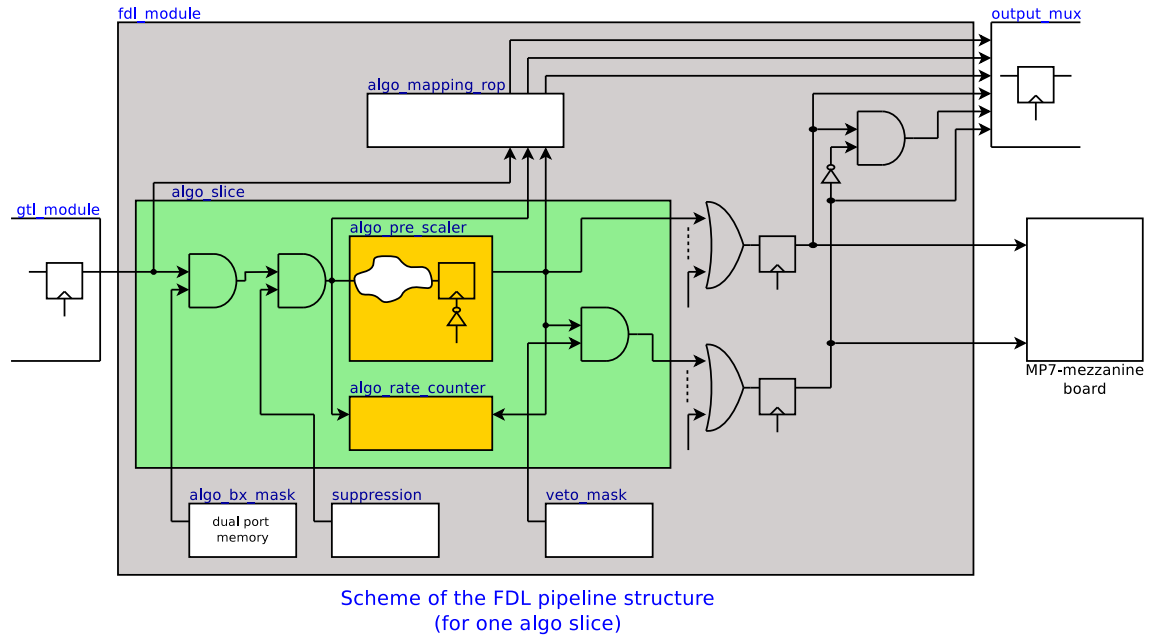 fdl_module
output_mux
algo_mapping_rop
algo_slice
gtl_module
algo_pre_scaler
MP7-mezzanine
board
algo_rate_counter
algo_bx_mask
suppression
veto_mask
dual port
memory
Scheme of the FDL pipeline structure
(for one algo slice)